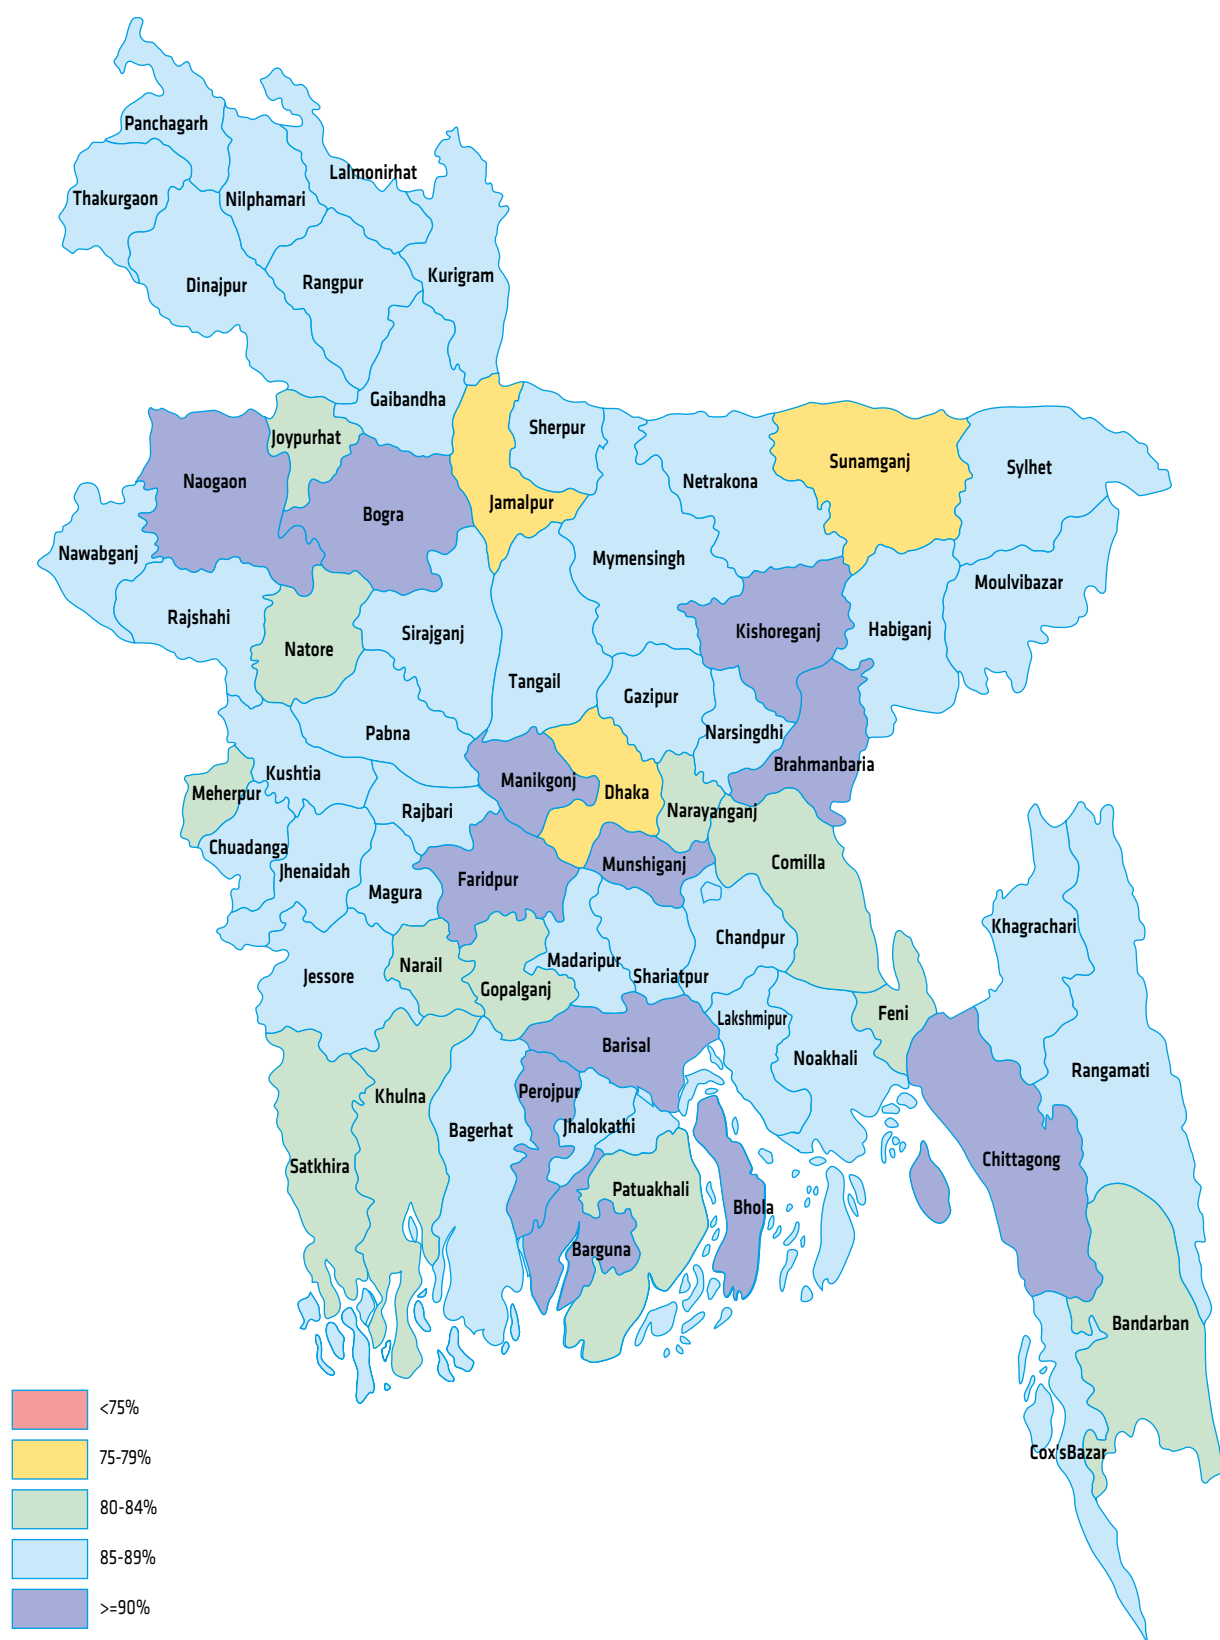 Panchagarh
Lalmonirhat
Thakurgaon
Nilphamari
Kurigram
Dinajpur
Rangpur
Gaibandha
Sherpur
Joypurhat
Sunamganj
Sylhet
Naogaon
Netrakona
Jamalpur
Bogra
Nawabganj
Mymensingh
Moulvibazar
Rajshahi
Sirajganj
Kishoreganj
Habiganj
Natore
Tangail
Gazipur
Pabna
Narsingdhi
Brahmanbaria
Kushtia
Manikgonj
Meherpur
Dhaka
Rajbari
Narayanganj
Chuadanga
Comilla
Jhenaidah
Munshiganj
Faridpur
Magura
Khagrachari
Chandpur
Madaripur
Narail
Jessore
Shariatpur
Gopalganj
Feni
Lakshmipur
Barisal
Noakhali
Rangamati
Perojpur
Khulna
Jhalokathi
Bagerhat
Chittagong
Satkhira
Patuakhali
Bhola
Barguna
Bandarban
Cox'sBazar
<75%
75-79%
80-84%
85-89%
>=90%